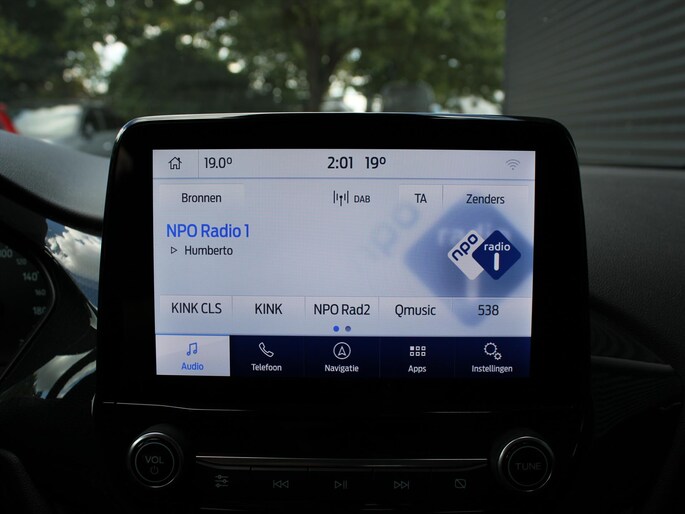 19.0° 2:01 19°
Bronnen DAB TA Zenders
NPO Radio 1
Humberto
npo radio 1
KINK CLS KINK NPO Rad2 Qmusic 538
Audio Telefoon Navigatie Apps Instellingen
VOL TUNE
140